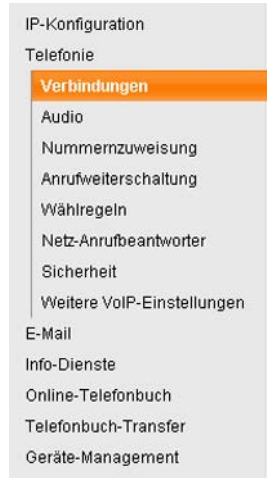 IP-Konfiguration
Telefonie
Verbindungen
Audio
Nummernzuweisung
Anrufweiterschaltung
Wählregeln
Netz-Anrufbeantworter
Sicherheit
Weitere VoIP-Einstellungen
E-Mail
Info-Dienste
Online-Telefonbuch
Telefonbuch-Transfer
Geräte-Management